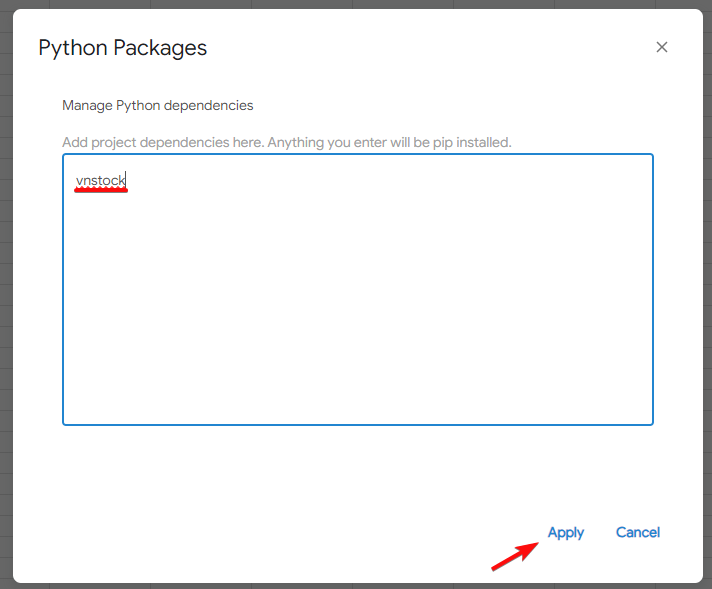 Python Packages
Manage Python dependencies
Add project dependencies here. Anything you enter will be pip installed.
vnstock
Apply Cancel